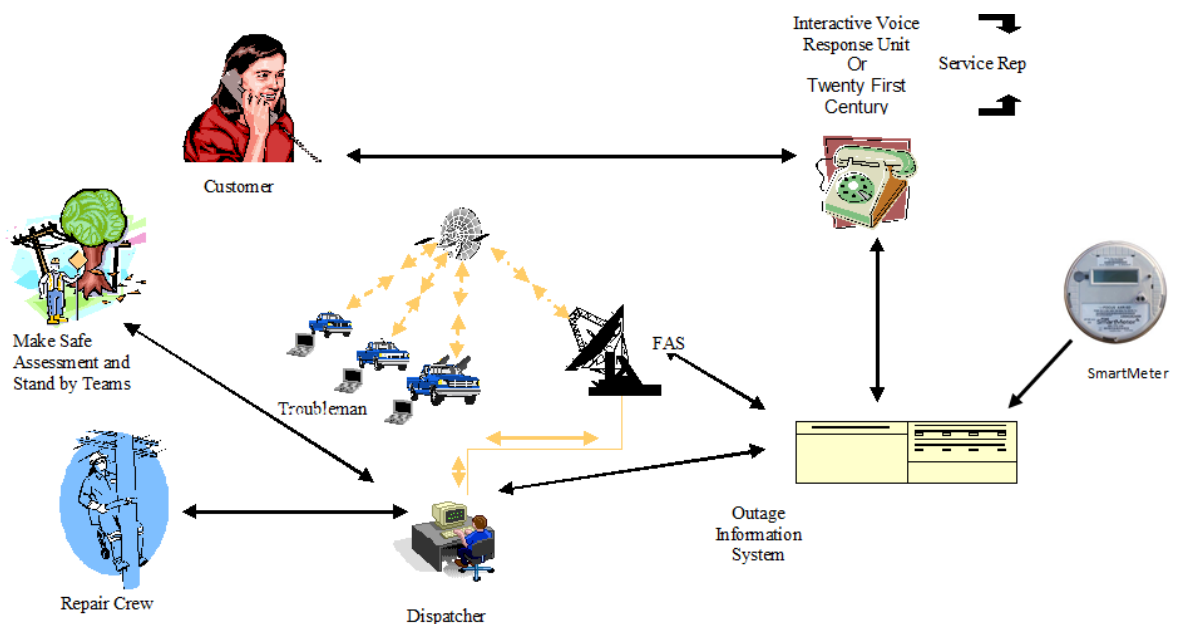 Interactive Voice
Response Unit
Or
Twenty First
Century
Service Rep
Customer
Make Safe
Assessment and
Stand by Teams
FAS
SmartMeter
Troubleman
Outage
Information
System
Repair Crew
Dispatcher